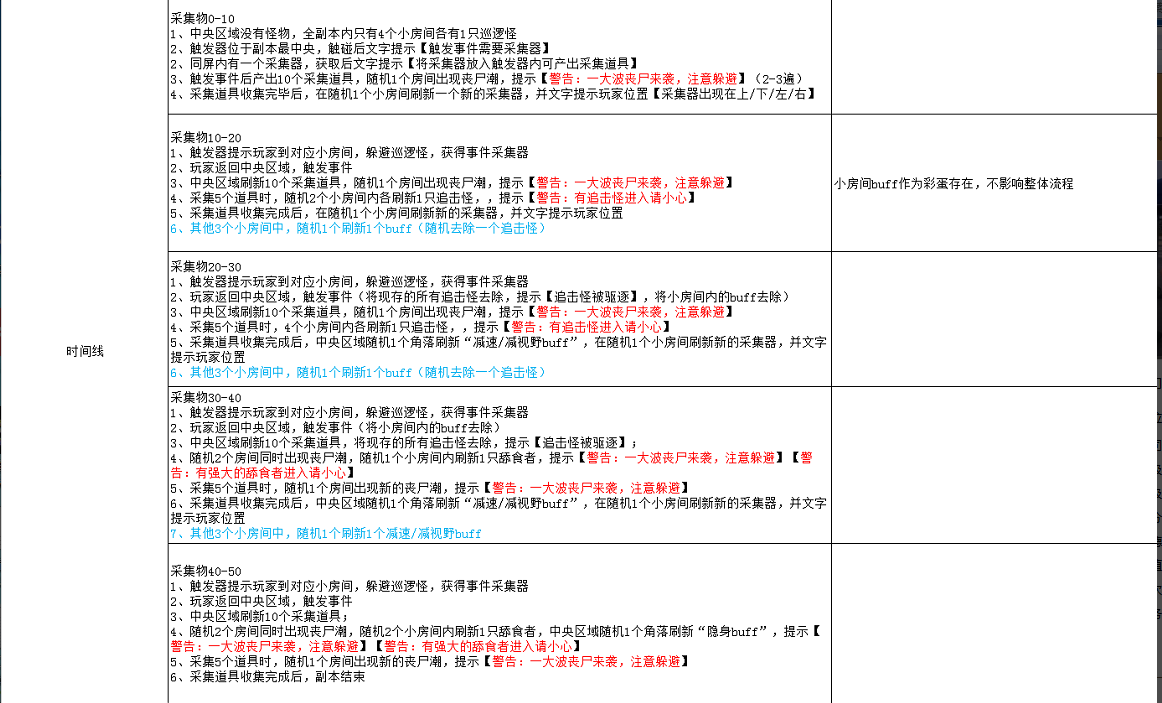 采集物0-10
1、中央区域没有怪物，全副本内只有4个小房间各有1只巡逻怪
2、触发器位于副本最中央，触碰后文字提示【触发事件需要采集器】
2、同屏内有一个采集器，获取后文字提示【将采集器放入触发器内可产出采集道具】
3、触发事件后产出10个采集道具，随机1个房间出现丧尸潮，提示【警告：一大波丧尸来袭，注意躲避】（2-3遍）
4、采集道具收集完毕后，在随机1个小房间刷新一个新的采集器，并文字提示玩家位置【采集器出现在上/下/左/右】
采集物10-20
1、触发器提示玩家到对应小房间，躲避巡逻怪，获得事件采集器
2、玩家返回中央区域，触发事件
3、中央区域刷新10个采集道具，随机1个房间出现丧尸潮，提示【警告：一大波丧尸来袭，注意躲避】
4、采集5个道具时，随机2个小房间内各刷新1只追击怪，，提示【警告：有追击怪进入请小心】
5、采集道具收集完成后，在随机1个小房间刷新新的采集器，并文字提示玩家位置
6、其他3个小房间中，随机1个刷新1个buff（随机去除一个追击怪）
小房间buff作为彩蛋存在，不影响整体流程
时间线
采集物20-30
1、触发器提示玩家到对应小房间，躲避巡逻怪，获得事件采集器
2、玩家返回中央区域，触发事件（将现存的所有追击怪去除，提示【追击怪被驱逐】，将小房间内的buff去除）
3、中央区域刷新10个采集道具，随机1个房间出现丧尸潮，提示【警告：一大波丧尸来袭，注意躲避】
4、采集5个道具时，4个小房间内各刷新1只追击怪，，提示【警告：有追击怪进入请小心】
5、采集道具收集完成后，中央区域随机1个角落刷新“减速/减视野buff”，在随机1个小房间刷新新的采集器，并文字
提示玩家位置
6、其他3个小房间中，随机1个刷新1个buff（随机去除一个追击怪）
采集物30-40
1、触发器提示玩家到对应小房间，躲避巡逻怪，获得事件采集器
2、玩家返回中央区域，触发事件（将小房间内的buff去除）
3、中央区域刷新10个采集道具，将现存的所有追击怪去除，提示【追击怪被驱逐】；
4、随机2个房间同时出现丧尸潮，随机1个小房间内刷新1只舔食者，提示【警告：一大波丧尸来袭，注意躲避】【警
告：有强大的舔食者进入请小心】
5、采集5个道具时，随机1个房间出现新的丧尸潮，提示【警告：一大波丧尸来袭，注意躲避】
6、采集道具收集完成后，中央区域随机1个角落刷新“减速/减视野buff”，在随机1个小房间刷新新的采集器，并文字
提示玩家位置
7、其他3个小房间中，随机1个刷新1个减速/减视野buff
采集物40-50
1、触发器提示玩家到对应小房间，躲避巡逻怪，获得事件采集器
2、玩家返回中央区域，触发事件
3、中央区域刷新10个采集道具；
4、随机2个房间同时出现丧尸潮，随机2个小房间内刷新1只舔食者，中央区域随机1个角落刷新“隐身buff”，提示【
警告：一大波丧尸来袭，注意躲避】【警告：有强大的舔食者进入请小心】
5、采集5个道具时，随机1个房间出现新的丧尸潮，提示【警告：一大波丧尸来袭，注意躲避】
6、采集道具收集完成后，副本结束